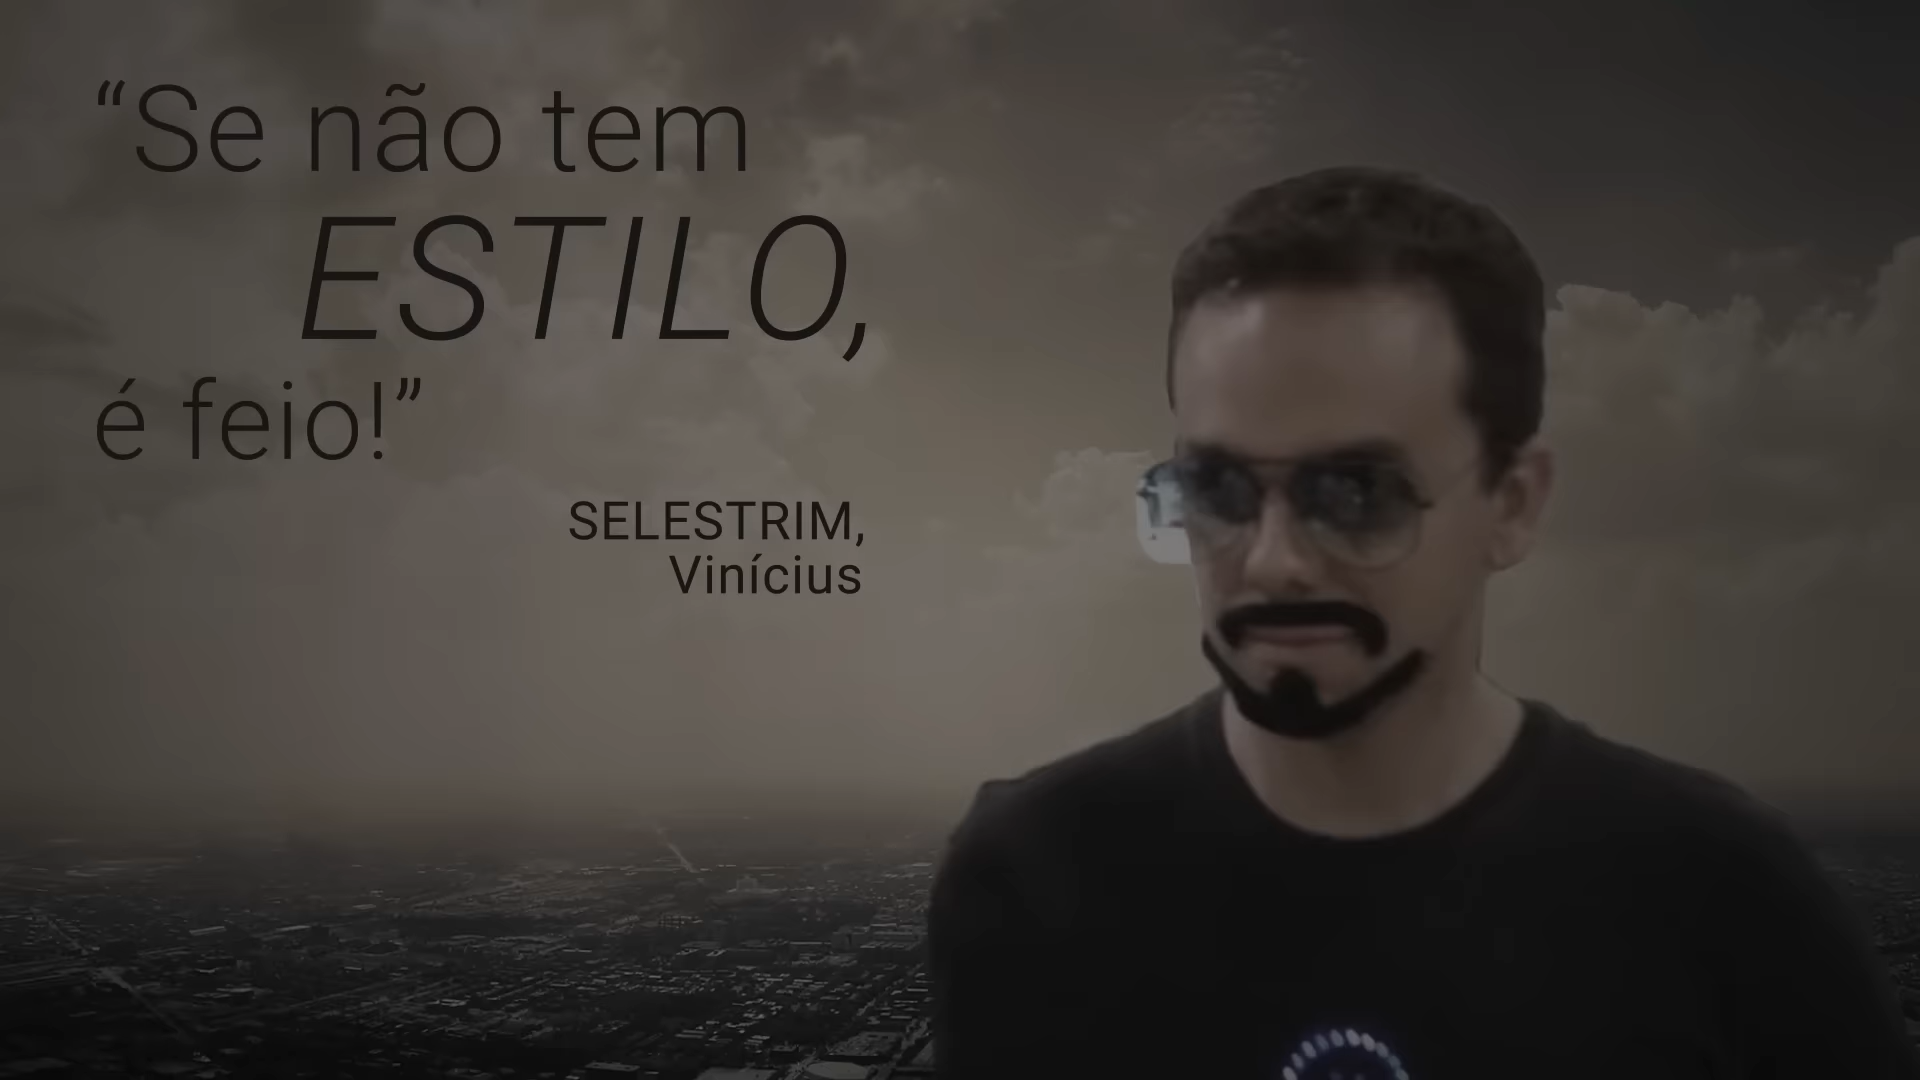 “Se não tem
ESTILO,
é feio!”
SELESTRIM,
Vinícius